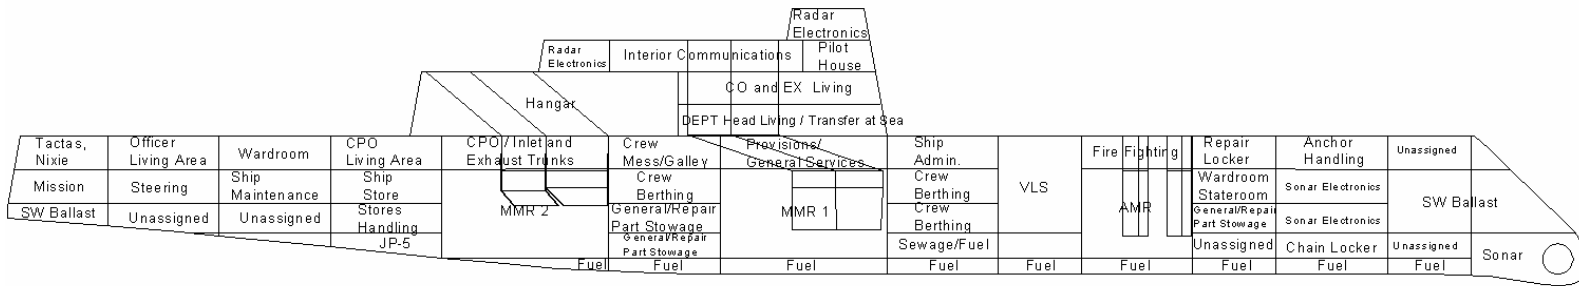 Radar
Electronics
Radar
Electronics
Interior Communications
Pilot
House
Hangar
CO and EX Living
DEPT Head Living / Transfer at Sea
Tactas,
Nixie
Officer
Living Area
Wardroom
CPO
Living Area
CPO / Inlet and
Exhaust Trunks
Crew
Mess/Galley
Provisions/
General Services
Ship
Admin.
VLS
Fire Fighting
Repair
Locker
Anchor
Handling
Unassigned
Mission
Steering
Ship
Maintenance
Ship
Store
MMR 2
Crew
Berthing
MMR 1
Crew
Berthing
AMR
Wardroom
Stateroom
Sonar Electronics
SW Ballast
SW Ballast
Unassigned
Unassigned
Stores
Handling
General/Repair
Part Stowage
Crew
Berthing
General/Repair
Part Stowage
Sonar Electronics
JP-5
General/Repair
Part Stowage
Sewage/Fuel
Unassigned
Chain Locker
Unassigned
Sonar
Fuel
Fuel
Fuel
Fuel
Fuel
Fuel
Fuel
Fuel
Fuel